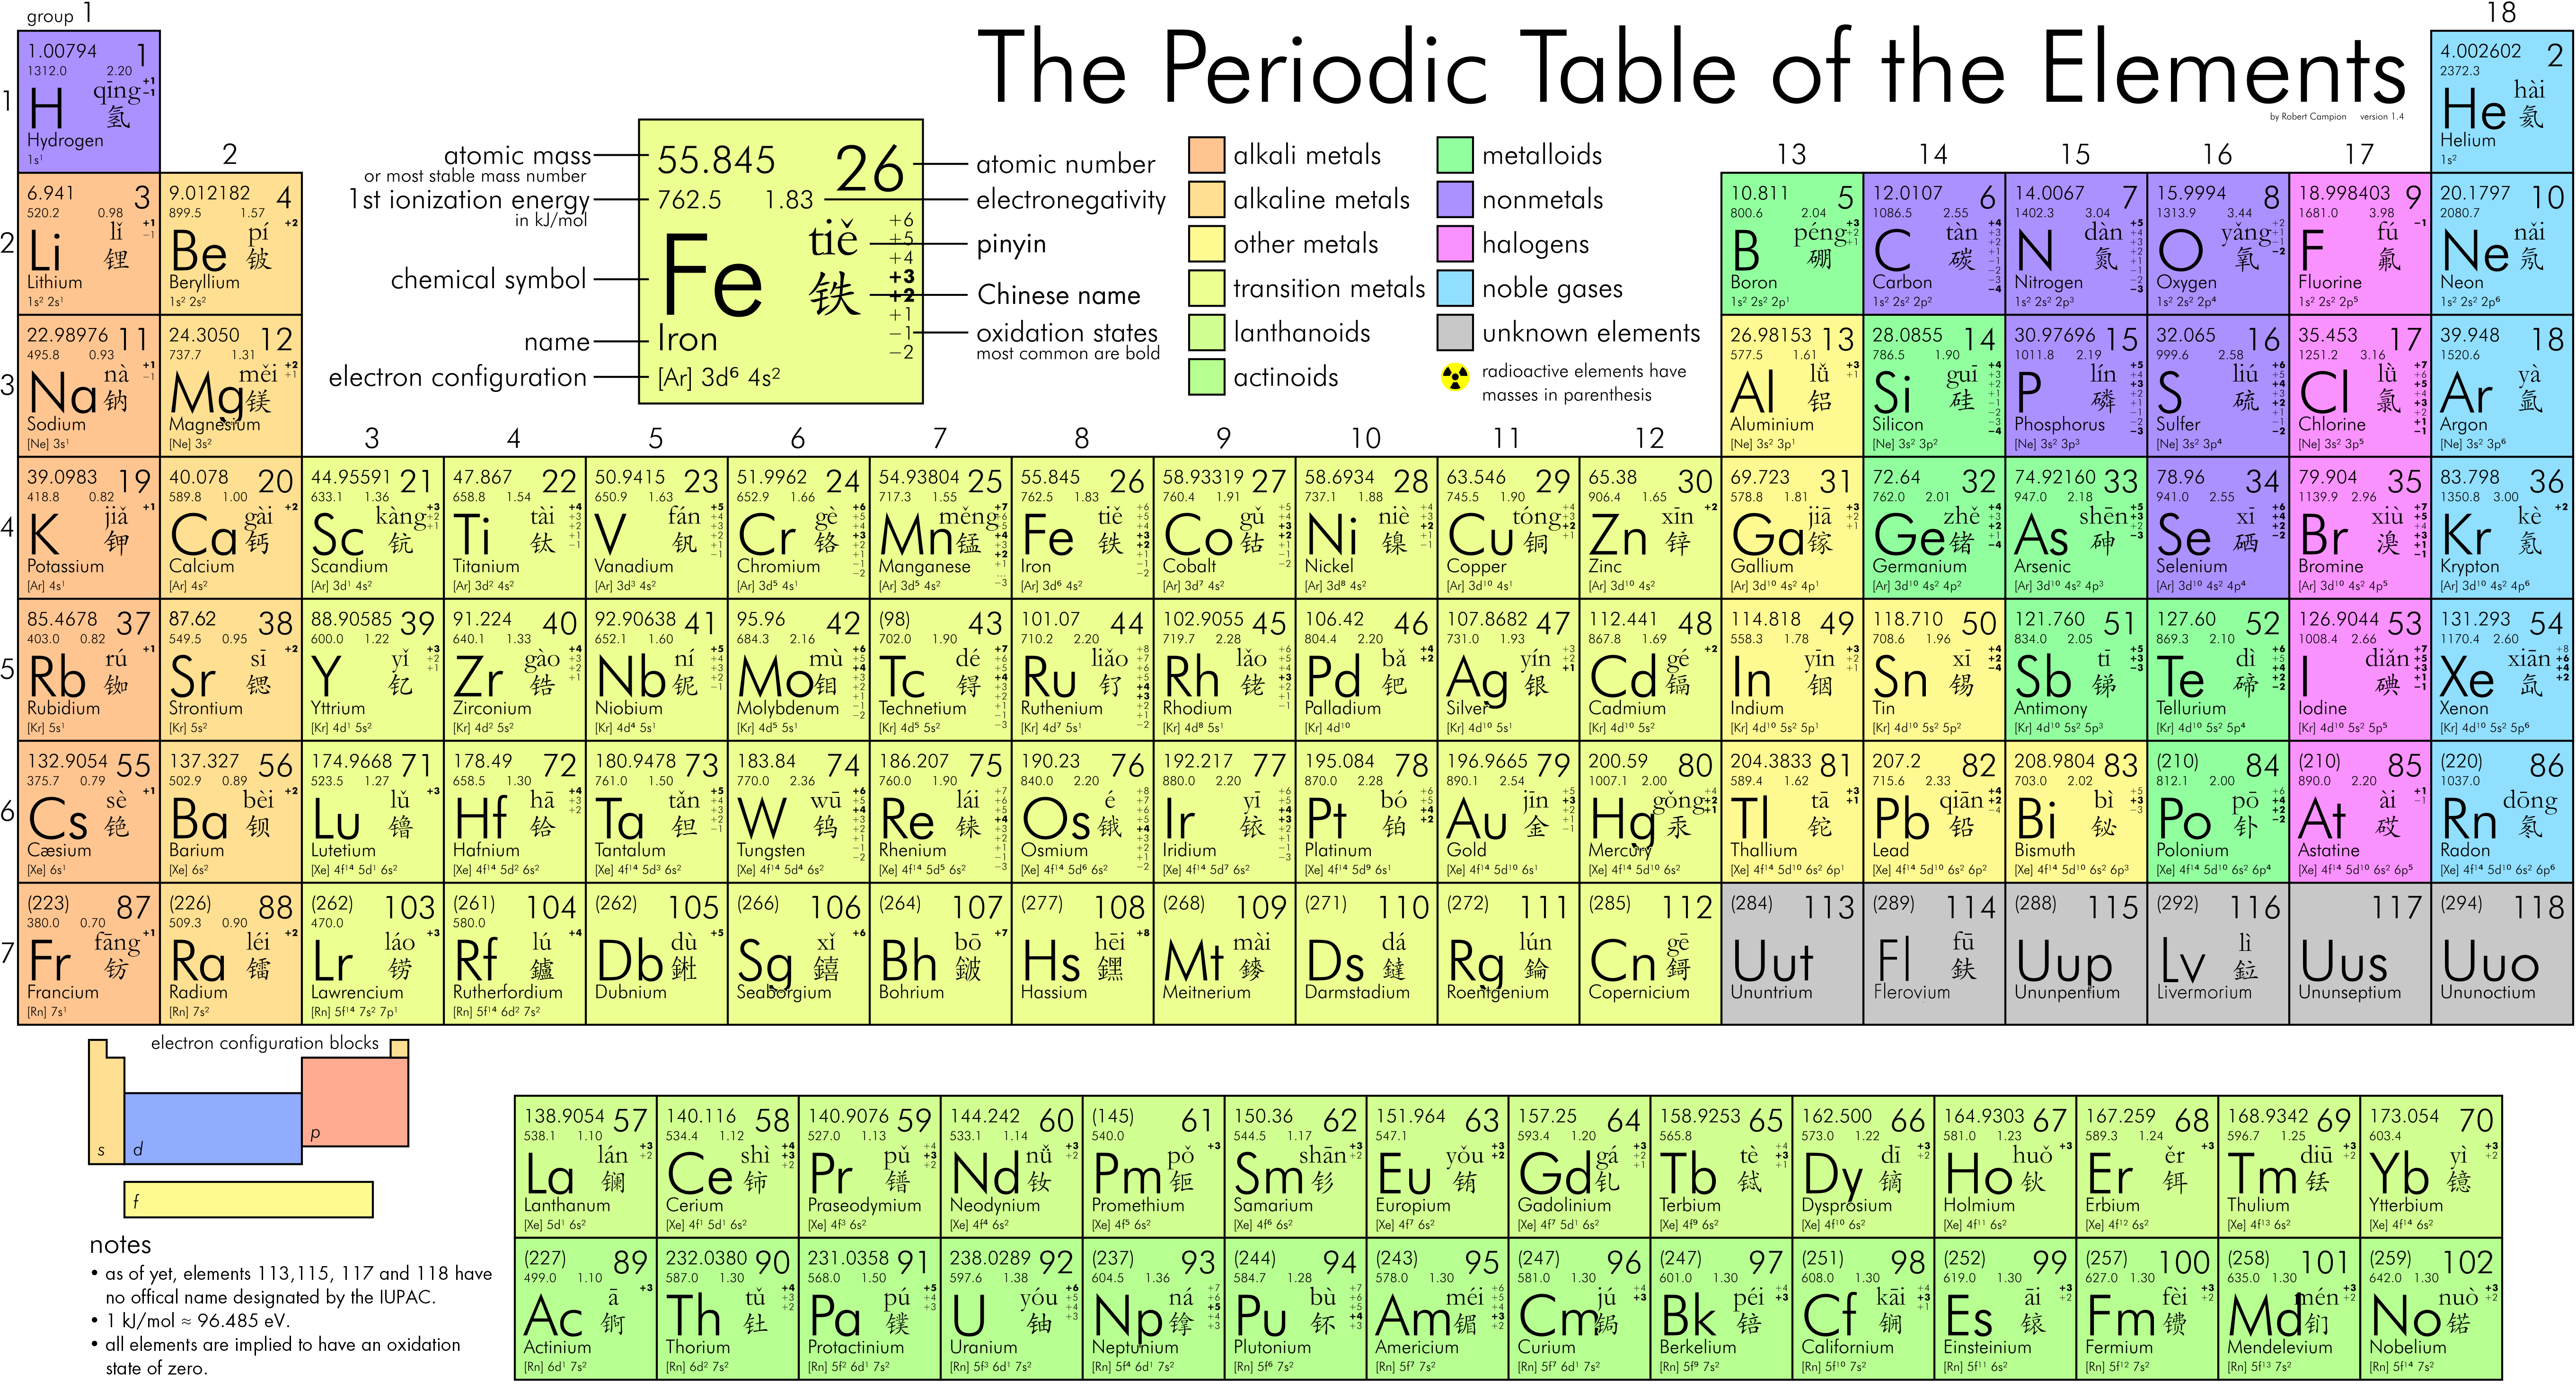 The Periodic Table of the Elements
by Robert Campion version 1.4
group 1
2
3
4
5
6
7
8
9
10
11
12
13
14
15
16
17
18
1
2
3
4
5
6
7
atomic mass
or most stable mass number
1st ionization energy
in kJ/mol
chemical symbol
name
electron configuration
55.845 26
762.5 1.83
Fe tiě 铁
+6
+5
+4
+3
+2
+1
−1
−2
Iron
[Ar] 3d⁶ 4s²
atomic number
electronegativity
pinyin
Chinese name
oxidation states
most common are bold
alkali metals
alkaline metals
other metals
transition metals
lanthanoids
actinoids
metalloids
nonmetals
halogens
noble gases
unknown elements
radioactive elements have
masses in parenthesis
1.00794 1
1312.0 2.20
H qīng 氢
+1
−1
Hydrogen
1s¹
4.002602 2
2372.3
He hài 氦
Helium
1s²
6.941 3
520.2 0.98
Li lǐ 锂
+1
−1
Lithium
1s² 2s¹
9.012182 4
899.5 1.57
Be pí 铍
+2
Beryllium
1s² 2s²
10.811 5
800.6 2.04
B péng 硼
Boron
1s² 2s² 2p¹
12.0107 6
1086.5 2.55
C tàn 碳
Carbon
1s² 2s² 2p²
14.0067 7
1402.3 3.04
N dàn 氮
Nitrogen
1s² 2s² 2p³
15.9994 8
1313.9 3.44
O yǎng 氧
Oxygen
1s² 2s² 2p⁴
18.998403 9
1681.0 3.98
F fú 氟
−1
Fluorine
1s² 2s² 2p⁵
20.1797 10
2080.7
Ne nǎi 氖
Neon
1s² 2s² 2p⁶
22.98976 11
495.8 0.93
Na nà 钠
+1
−1
Sodium
[Ne] 3s¹
24.3050 12
737.7 1.31
Mg měi 镁
+2
+1
Magnesium
[Ne] 3s²
26.98153 13
577.5 1.61
Al lǚ 铝
+3
+1
Aluminium
[Ne] 3s² 3p¹
28.0855 14
786.5 1.90
Si guī 硅
Silicon
[Ne] 3s² 3p²
30.97696 15
1011.8 2.19
P lín 磷
Phosphorus
[Ne] 3s² 3p³
32.065 16
999.6 2.58
S liú 硫
Sulfer
[Ne] 3s² 3p⁴
35.453 17
1251.2 3.16
Cl lǜ 氯
Chlorine
[Ne] 3s² 3p⁵
39.948 18
1520.6
Ar yà 氩
Argon
[Ne] 3s² 3p⁶
39.0983 19
418.8 0.82
K jiǎ 钾
+1
Potassium
[Ar] 4s¹
40.078 20
589.8 1.00
Ca gài 钙
+2
Calcium
[Ar] 4s²
44.95591 21
633.1 1.36
Sc kàng 钪
Scandium
[Ar] 3d¹ 4s²
47.867 22
658.8 1.54
Ti tài 钛
Titanium
[Ar] 3d² 4s²
50.9415 23
650.9 1.63
V fán 钒
Vanadium
[Ar] 3d³ 4s²
51.9962 24
652.9 1.66
Cr gè 铬
Chromium
[Ar] 3d⁵ 4s¹
54.93804 25
717.3 1.55
Mn měng 锰
Manganese
[Ar] 3d⁵ 4s²
55.845 26
762.5 1.83
Fe tiě 铁
Iron
[Ar] 3d⁶ 4s²
58.93319 27
760.4 1.91
Co gǔ 钴
Cobalt
[Ar] 3d⁷ 4s²
58.6934 28
737.1 1.88
Ni niè 镍
Nickel
[Ar] 3d⁸ 4s²
63.546 29
745.5 1.90
Cu tóng 铜
Copper
[Ar] 3d¹⁰ 4s¹
65.38 30
906.4 1.65
Zn xīn 锌
+2
Zinc
[Ar] 3d¹⁰ 4s²
69.723 31
578.8 1.81
Ga jiā 镓
Gallium
[Ar] 3d¹⁰ 4s² 4p¹
72.64 32
762.0 2.01
Ge zhě 锗
Germanium
[Ar] 3d¹⁰ 4s² 4p²
74.92160 33
947.0 2.18
As shēn 砷
Arsenic
[Ar] 3d¹⁰ 4s² 4p³
78.96 34
941.0 2.55
Se xī 硒
Selenium
[Ar] 3d¹⁰ 4s² 4p⁴
79.904 35
1139.9 2.96
Br xiù 溴
Bromine
[Ar] 3d¹⁰ 4s² 4p⁵
83.798 36
1350.8 3.00
Kr kè 氪
+2
Krypton
[Ar] 3d¹⁰ 4s² 4p⁶
85.4678 37
403.0 0.82
Rb rú 铷
+1
Rubidium
[Kr] 5s¹
87.62 38
549.5 0.95
Sr sī 锶
+2
Strontium
[Kr] 5s²
88.90585 39
600.0 1.22
Y yǐ 钇
Yttrium
[Kr] 4d¹ 5s²
91.224 40
640.1 1.33
Zr gào 锆
Zirconium
[Kr] 4d² 5s²
92.90638 41
652.1 1.60
Nb ní 铌
Niobium
[Kr] 4d⁴ 5s¹
95.96 42
684.3 2.16
Mo mù 钼
Molybdenum
[Kr] 4d⁵ 5s¹
(98) 43
702.0 1.90
Tc dé 锝
Technetium
[Kr] 4d⁵ 5s²
101.07 44
710.2 2.20
Ru liǎo 钌
Ruthenium
[Kr] 4d⁷ 5s¹
102.9055 45
719.7 2.28
Rh lǎo 铑
Rhodium
[Kr] 4d⁸ 5s¹
106.42 46
804.4 2.20
Pd bǎ 钯
+4
+2
Palladium
[Kr] 4d¹⁰
107.8682 47
731.0 1.93
Ag yín 银
Silver
[Kr] 4d¹⁰ 5s¹
112.441 48
867.8 1.69
Cd gé 镉
+2
Cadmium
[Kr] 4d¹⁰ 5s²
114.818 49
558.3 1.78
In yīn 铟
Indium
[Kr] 4d¹⁰ 5s² 5p¹
118.710 50
708.6 1.96
Sn xī 锡
Tin
[Kr] 4d¹⁰ 5s² 5p²
121.760 51
834.0 2.05
Sb tī 锑
Antimony
[Kr] 4d¹⁰ 5s² 5p³
127.60 52
869.3 2.10
Te dì 碲
Tellurium
[Kr] 4d¹⁰ 5s² 5p⁴
126.9044 53
1008.4 2.66
I diǎn 碘
Iodine
[Kr] 4d¹⁰ 5s² 5p⁵
131.293 54
1170.4 2.60
Xe xiān 氙
Xenon
[Kr] 4d¹⁰ 5s² 5p⁶
132.9054 55
375.7 0.79
Cs sè 铯
+1
Cæsium
[Xe] 6s¹
137.327 56
502.9 0.89
Ba bèi 钡
+2
Barium
[Xe] 6s²
174.9668 71
523.5 1.27
Lu lǔ 镥
+3
Lutetium
[Xe] 4f¹⁴ 5d¹ 6s²
178.49 72
658.5 1.30
Hf hā 铪
Hafnium
[Xe] 4f¹⁴ 5d² 6s²
180.9478 73
761.0 1.50
Ta tǎn 钽
Tantalum
[Xe] 4f¹⁴ 5d³ 6s²
183.84 74
770.0 2.36
W wū 钨
Tungsten
[Xe] 4f¹⁴ 5d⁴ 6s²
186.207 75
760.0 1.90
Re lái 铼
Rhenium
[Xe] 4f¹⁴ 5d⁵ 6s²
190.23 76
840.0 2.20
Os é 锇
Osmium
[Xe] 4f¹⁴ 5d⁶ 6s²
192.217 77
880.0 2.20
Ir yī 铱
Iridium
[Xe] 4f¹⁴ 5d⁷ 6s²
195.084 78
870.0 2.28
Pt bó 铂
Platinum
[Xe] 4f¹⁴ 5d⁹ 6s¹
196.9665 79
890.1 2.54
Au jīn 金
Gold
[Xe] 4f¹⁴ 5d¹⁰ 6s¹
200.59 80
1007.1 2.00
Hg gǒng 汞
Mercury
[Xe] 4f¹⁴ 5d¹⁰ 6s²
204.3833 81
589.4 1.62
Tl tā 铊
+3
+1
Thallium
[Xe] 4f¹⁴ 5d¹⁰ 6s² 6p¹
207.2 82
715.6 2.33
Pb qiān 铅
Lead
[Xe] 4f¹⁴ 5d¹⁰ 6s² 6p²
208.9804 83
703.0 2.02
Bi bì 铋
Bismuth
[Xe] 4f¹⁴ 5d¹⁰ 6s² 6p³
(210) 84
812.1 2.00
Po pō 钋
Polonium
[Xe] 4f¹⁴ 5d¹⁰ 6s² 6p⁴
(210) 85
890.0 2.20
At ài 砹
Astatine
[Xe] 4f¹⁴ 5d¹⁰ 6s² 6p⁵
(220) 86
1037.0
Rn dōng 氡
Radon
[Xe] 4f¹⁴ 5d¹⁰ 6s² 6p⁶
(223) 87
380.0 0.70
Fr fāng 钫
+1
Francium
[Rn] 7s¹
(226) 88
509.3 0.90
Ra léi 镭
+2
Radium
[Rn] 7s²
(262) 103
470.0
Lr láo 铹
+3
Lawrencium
[Rn] 5f¹⁴ 7s² 7p¹
(261) 104
580.0
Rf lú 鑪
+4
Rutherfordium
[Rn] 5f¹⁴ 6d² 7s²
(262) 105
Db dù
+5
Dubnium
(266) 106
Sg xǐ 鐟
+6
Seaborgium
(264) 107
Bh bō
+7
Bohrium
(277) 108
Hs hēi
+8
Hassium
(268) 109
Mt mài
Meitnerium
(271) 110
Ds dá 鐽
Darmstadium
(272) 111
Rg lún 錀
Roentgenium
(285) 112
Cn gē 鎶
Copernicium
(284) 113
Uut
Ununtrium
(289) 114
Fl fū 鈇
Flerovium
(288) 115
Uup
Ununpentium
(292) 116
Lv lì 鉝
Livermorium
117
Uus
Ununseptium
(294) 118
Uuo
Ununoctium
electron configuration blocks
s
d
p
f
138.9054 57
538.1 1.10
La lán 镧
+3
+2
Lanthanum
[Xe] 5d¹ 6s²
140.116 58
534.4 1.12
Ce shì 铈
Cerium
[Xe] 4f¹ 5d¹ 6s²
140.9076 59
527.0 1.13
Pr pǔ 镨
Praseodymium
[Xe] 4f³ 6s²
144.242 60
533.1 1.14
Nd nǚ 钕
Neodynium
[Xe] 4f⁴ 6s²
(145) 61
540.0
Pm pǒ 钷
+3
Promethium
[Xe] 4f⁵ 6s²
150.36 62
544.5 1.17
Sm shān 钐
Samarium
[Xe] 4f⁶ 6s²
151.964 63
547.1
Eu yǒu 铕
Europium
[Xe] 4f⁷ 6s²
157.25 64
593.4 1.20
Gd gá 钆
Gadolinium
[Xe] 4f⁷ 5d¹ 6s²
158.9253 65
565.8
Tb tè 铽
Terbium
[Xe] 4f⁹ 6s²
162.500 66
573.0 1.22
Dy dī 镝
Dysprosium
[Xe] 4f¹⁰ 6s²
164.9303 67
581.0 1.23
Ho huǒ 钬
+3
Holmium
[Xe] 4f¹¹ 6s²
167.259 68
589.3 1.24
Er ěr 铒
+3
Erbium
[Xe] 4f¹² 6s²
168.9342 69
596.7 1.25
Tm diū 铥
Thulium
[Xe] 4f¹³ 6s²
173.054 70
603.4
Yb yì 镱
Ytterbium
[Xe] 4f¹⁴ 6s²
(227) 89
499.0 1.10
Ac ā 锕
+3
Actinium
[Rn] 6d¹ 7s²
232.0380 90
587.0 1.30
Th tǔ 钍
Thorium
[Rn] 6d² 7s²
231.0358 91
568.0 1.50
Pa pú 镤
Protactinium
[Rn] 5f² 6d¹ 7s²
238.0289 92
597.6 1.38
U yóu 铀
Uranium
[Rn] 5f³ 6d¹ 7s²
(237) 93
604.5 1.36
Np ná 镎
Neptunium
[Rn] 5f⁴ 6d¹ 7s²
(244) 94
584.7 1.28
Pu bù 钚
Plutonium
[Rn] 5f⁶ 7s²
(243) 95
578.0 1.30
Am méi 镅
Americium
[Rn] 5f⁷ 7s²
(247) 96
581.0 1.30
Cm jú 锔
Curium
[Rn] 5f⁷ 6d¹ 7s²
(247) 97
601.0 1.30
Bk péi 锫
Berkelium
[Rn] 5f⁹ 7s²
(251) 98
608.0 1.30
Cf kāi 锎
Californium
[Rn] 5f¹⁰ 7s²
(252) 99
619.0 1.30
Es āi 锿
Einsteinium
[Rn] 5f¹¹ 6s²
(257) 100
627.0 1.30
Fm fèi 镄
Fermium
[Rn] 5f¹² 7s²
(258) 101
635.0 1.30
Md mén 钔
Mendelevium
[Rn] 5f¹³ 7s²
(259) 102
642.0 1.30
No nuò 锘
Nobelium
[Rn] 5f¹⁴ 7s²
notes
• as of yet, elements 113,115, 117 and 118 have
no offical name designated by the IUPAC.
• 1 kJ/mol ≈ 96.485 eV.
• all elements are implied to have an oxidation
state of zero.